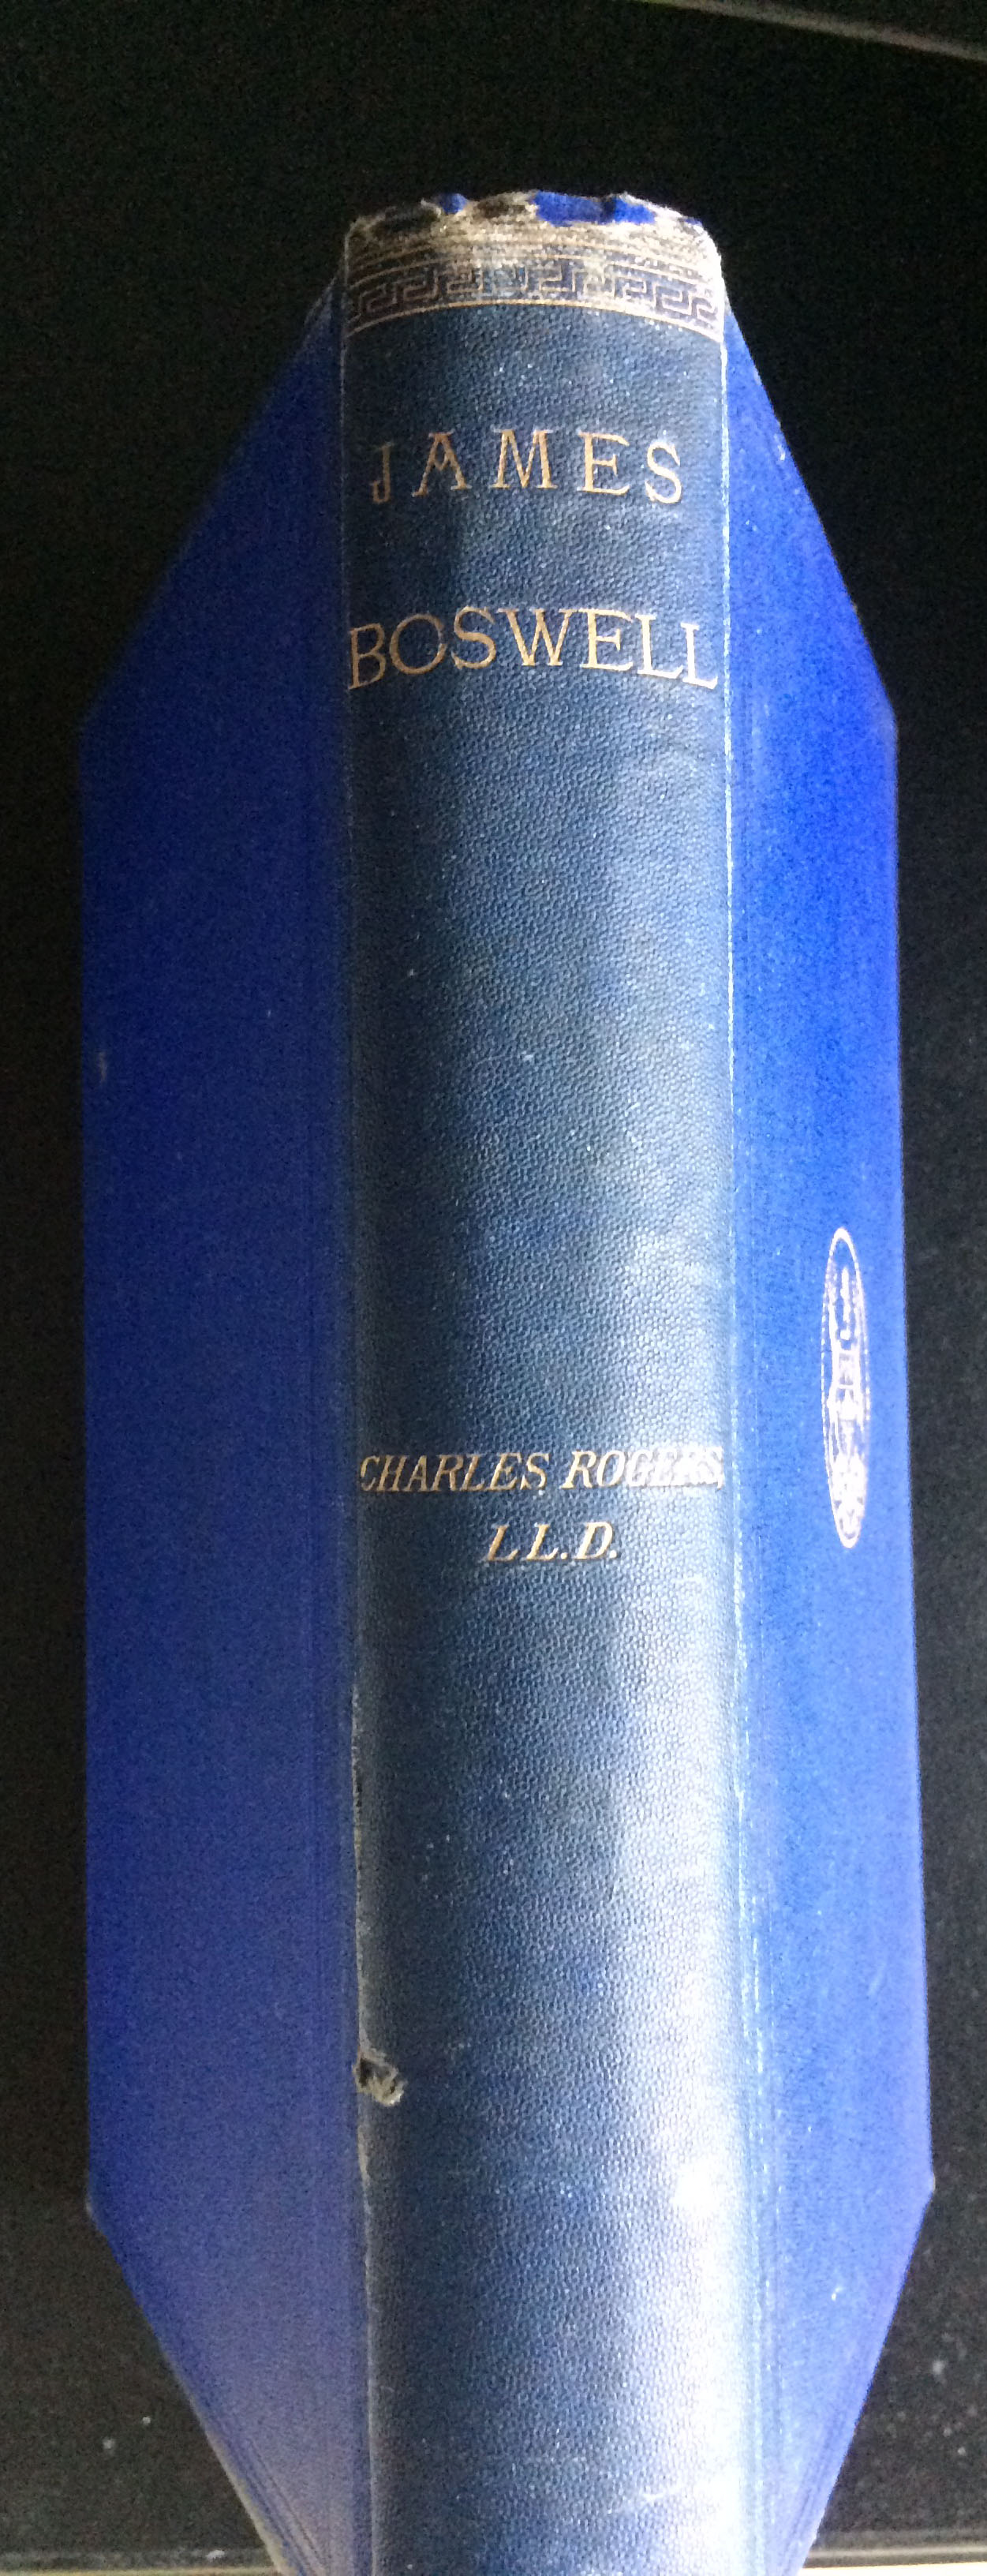 JAMES
BOSWELL
CHARLES ROGERS,
LL.D.